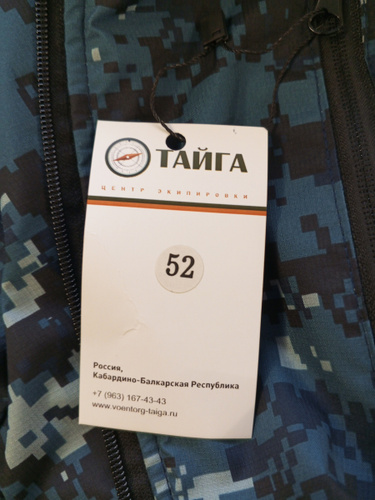 ТАЙГА
ЦЕНТР ЭКИПИРОВКИ
52
Россия,
Кабардино-Балкарская Республика
+7 (963) 167-43-43
www.voentorg-taiga.ru